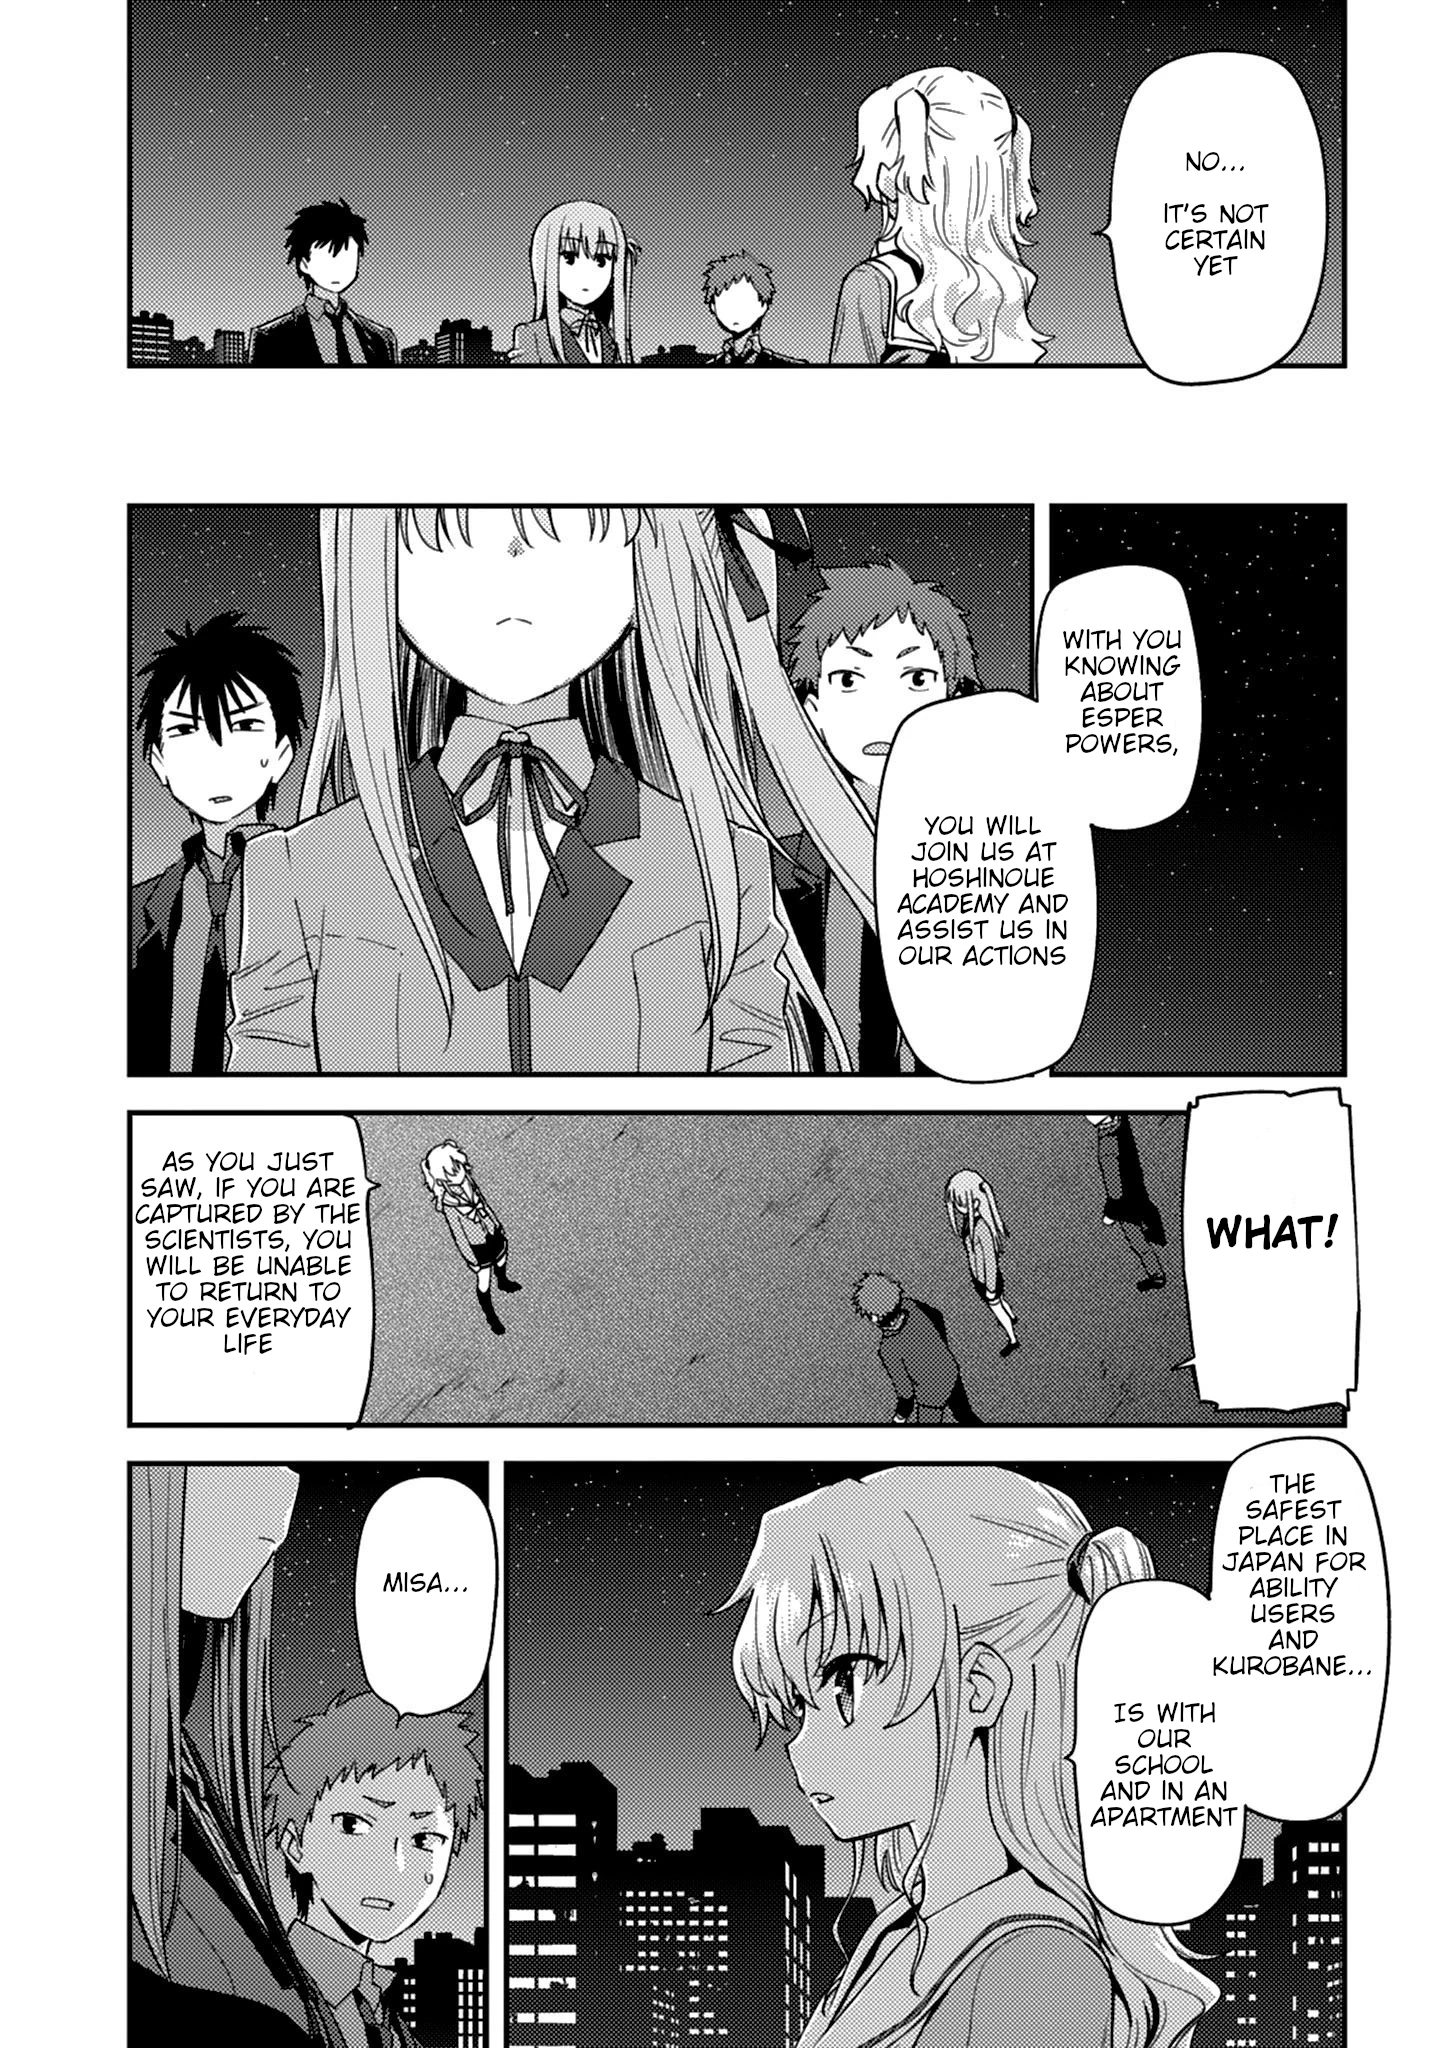 NO...
IT'S NOT
CERTAIN
YET
WITH YOU
KNOWING
ABOUT
ESPER
POWERS,
YOU WILL
JOIN US AT
HOSHINOUE
ACADEMY AND
ASSIST US IN
OUR ACTIONS
WHAT!
AS YOU JUST
SAW, IF YOU ARE
CAPTURED BY THE
SCIENTISTS, YOU
WILL BE UNABLE
TO RETURN TO
YOUR EVERYDAY
LIFE
THE
SAFEST
PLACE IN
JAPAN FOR
ABILITY
USERS
AND
KUROBANE...
IS WITH
OUR
SCHOOL
AND IN AN
APARTMENT
MISA...